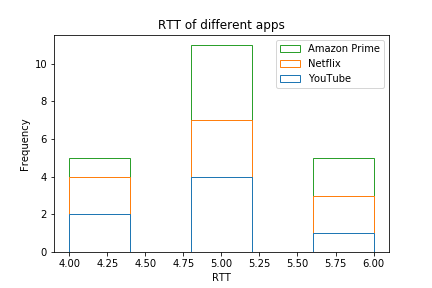 RTT of different apps
Amazon Prime
Netflix
YouTube
10
8
6
4
2
0
Frequency
4.00 4.25 4.50 4.75 5.00 5.25 5.50 5.75 6.00
RTT